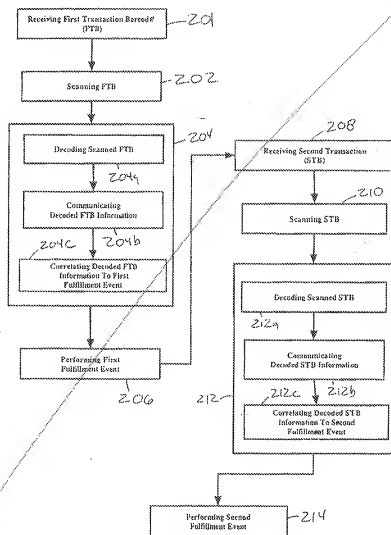 Receiving First Transaction Barcode
(FTB)
201
Scanning FTB
202
204
Decoding Scanned FTB
204a
Communicating
Decoded FTB Information
204b
204c
Correlating Decoded FTB
Information To First
Fulfillment Event
Performing First
Fulfillment Event
206
208
Receiving Second Transaction
(STB)
210
Scanning STB
Decoding Scanned STB
212a
Communicating
Decoded STB Information
212b
212
212c
Correlating Decoded STB
Information To Second
Fulfillment Event
Performing Second
Fulfillment Event
214